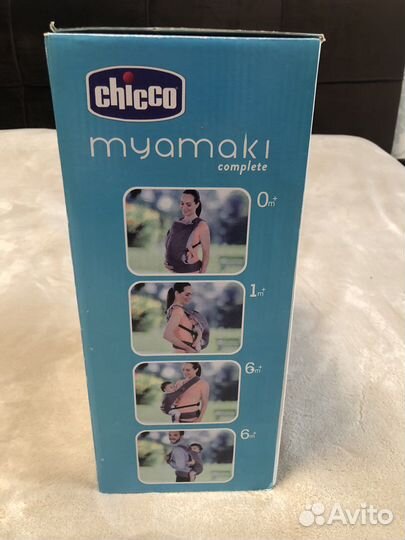 chicco
myamaki
complete
0m+
1m+
6m+
6m+
Avito